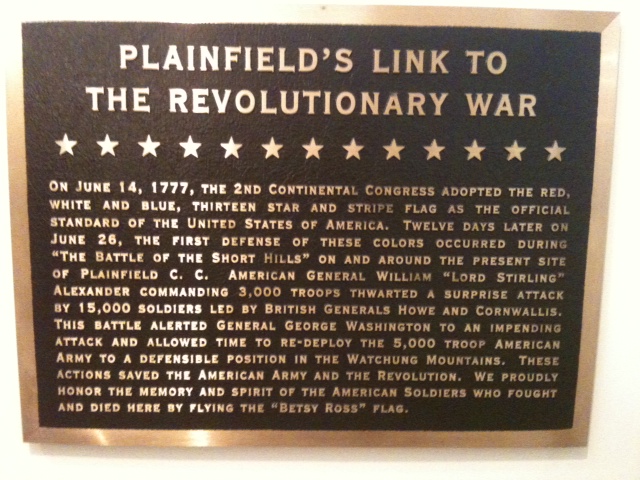 PLAINFIELD'S LINK TO
THE REVOLUTIONARY WAR
ON JUNE 14, 1777, THE 2ND CONTINENTAL CONGRESS ADOPTED THE RED,
WHITE AND BLUE, THIRTEEN STAR AND STRIPE FLAG AS THE OFFICIAL
STANDARD OF THE UNITED STATES OF AMERICA. TWELVE DAYS LATER ON
JUNE 26, THE FIRST DEFENSE OF THESE COLORS OCCURRED DURING
"THE BATTLE OF THE SHORT HILLS" ON AND AROUND THE PRESENT SITE
OF PLAINFIELD C. C. AMERICAN GENERAL WILLIAM "LORD STIRLING"
ALEXANDER COMMANDING 3,000 TROOPS THWARTED A SURPRISE ATTACK
BY 15,000 SOLDIERS LED BY BRITISH GENERALS HOWE AND CORNWALLIS.
THIS BATTLE ALERTED GENERAL GEORGE WASHINGTON TO AN IMPENDING
ATTACK AND ALLOWED TIME TO RE-DEPLOY THE 5,000 TROOP AMERICAN
ARMY TO A DEFENSIBLE POSITION IN THE WATCHUNG MOUNTAINS. THESE
ACTIONS SAVED THE AMERICAN ARMY AND THE REVOLUTION. WE PROUDLY
HONOR THE MEMORY AND SPIRIT OF THE AMERICAN SOLDIERS WHO FOUGHT
AND DIED HERE BY FLYING THE "BETSY ROSS" FLAG.